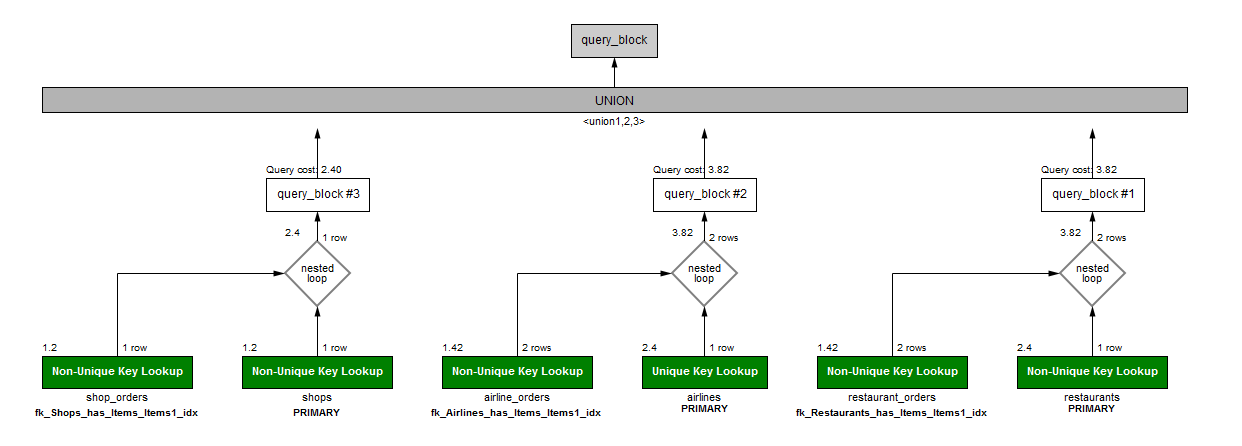 query_block
UNION
<union1,2,3>
Query cost: 2.40
Query cost: 3.82
Query cost: 3.82
query_block #3
query_block #2
query_block #1
2.4
1 row
3.82
2 rows
3.82
2 rows
nested
loop
nested
loop
nested
loop
1.2
1 row
1.2
1 row
1.42
2 rows
2.4
1 row
1.42
2 rows
2.4
1 row
Non-Unique Key Lookup
Non-Unique Key Lookup
Non-Unique Key Lookup
Unique Key Lookup
Non-Unique Key Lookup
Non-Unique Key Lookup
shop_orders
shops
airline_orders
airlines
restaurant_orders
restaurants
fk_Shops_has_Items_Items1_idx
PRIMARY
fk_Airlines_has_Items_Items1_idx
PRIMARY
fk_Restaurants_has_Items_Items1_idx
PRIMARY